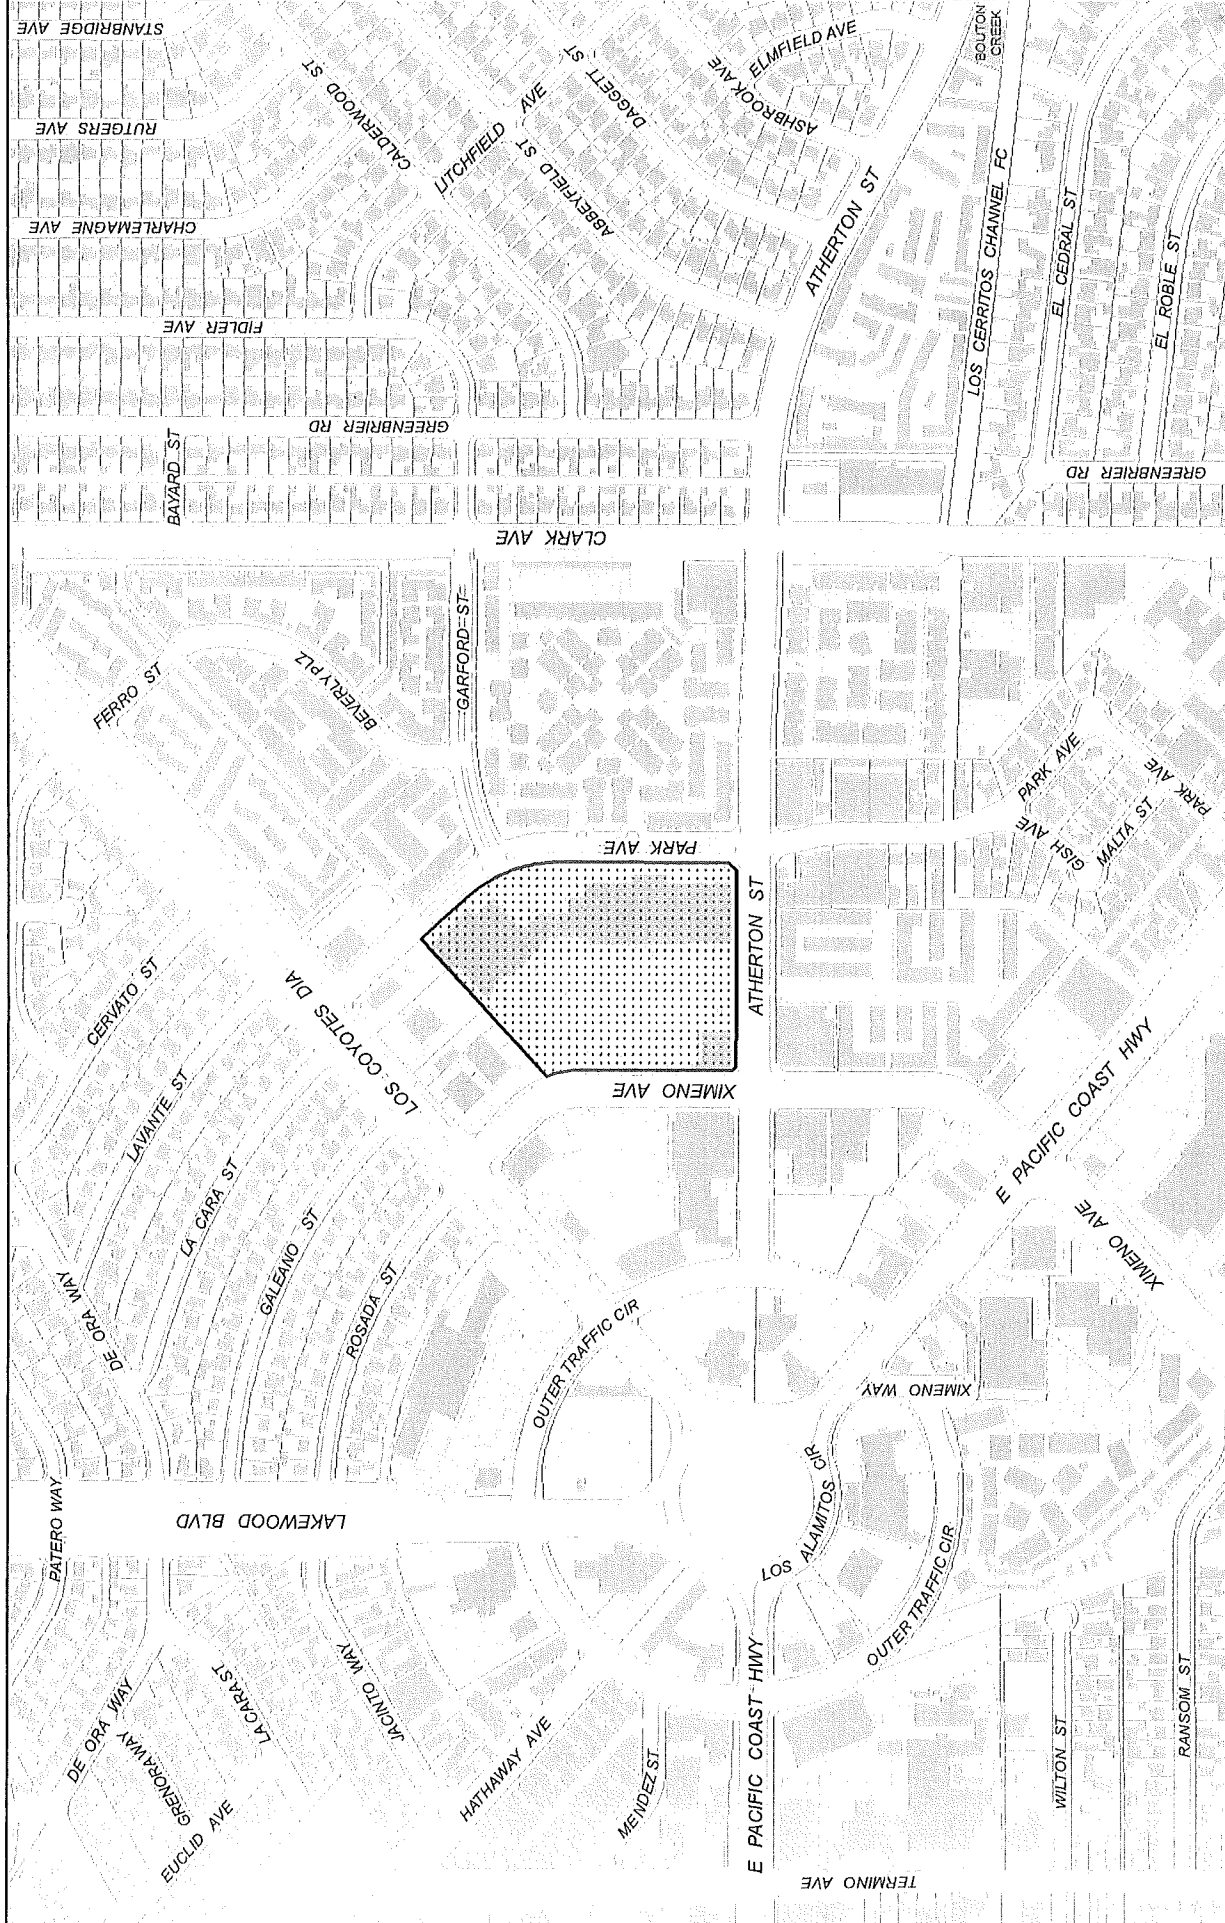 STANBRIDGE AVE
RUTGERS AVE
CHARLEMAGNE AVE
FIDLER AVE
CALDERWOOD ST
LITCHFIELD AVE
ABBEYFIELD ST
DAGGETT ST
ASHBROOK AVE
ELMFIELD AVE
BOUTON
CREEK
ATHERTON ST
LOS CERRITOS CHANNEL FC
EL CEDRAL ST
EL ROBLE ST
GREENBRIER RD
BAYARD ST
GREENBRIER RD
CLARK AVE
FERRO ST
BEVERLY PLZ
GARFORD ST
PARK AVE
PARK AVE
PARK AVE
GISH AVE
MALTA ST
CERVATO ST
LAVANTE ST
LA CARA ST
GALEANO ST
ROSADA ST
DE ORA WAY
LOS COYOTES DIA
ATHERTON ST
XIMENO AVE
E PACIFIC COAST HWY
XIMENO AVE
OUTER TRAFFIC CIR
XIMENO WAY
LOS ALAMITOS CIR
OUTER TRAFFIC CIR
PATERO WAY
LAKEWOOD BLVD
DE ORA WAY
GRENORA WAY
EUCLID AVE
LA CARA ST
JACINTO WAY
HATHAWAY AVE
MENDEZ ST
E PACIFIC COAST HWY
TERMINO AVE
WILTON ST
RANSOM ST